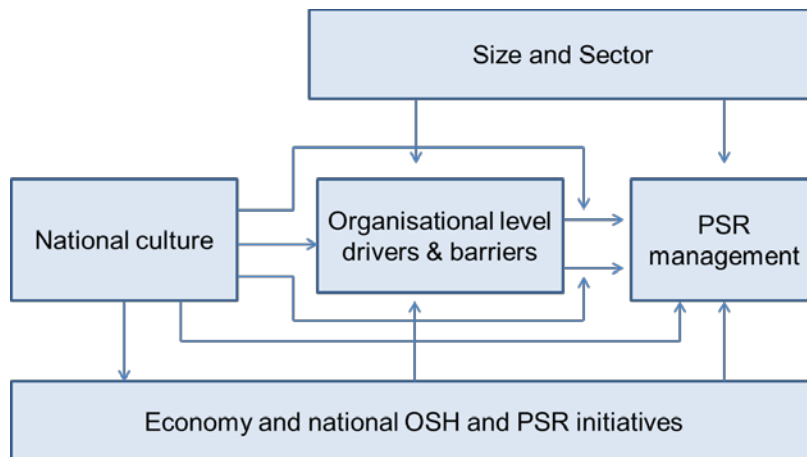 Size and Sector
National culture
Organisational level
drivers & barriers
PSR
management
Economy and national OSH and PSR initiatives